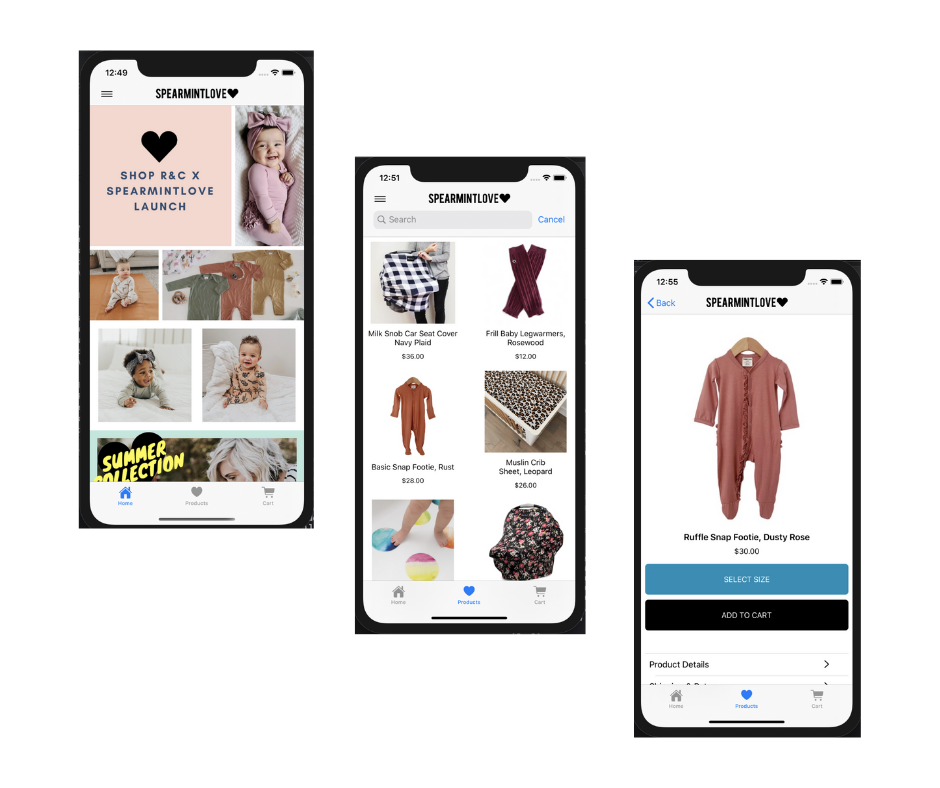 12:49
SPEARMINTLOVE
SHOP R&C X
SPEARMINTLOVE
LAUNCH
SUMMER
COLLECTION
Home
Products
Cart
12:51
SPEARMINTLOVE
Search
Cancel
Milk Snob Car Seat Cover
Navy Plaid
$36.00
Frill Baby Legwarmers,
Rosewood
$12.00
Basic Snap Footie, Rust
$28.00
Muslin Crib
Sheet, Leopard
$26.00
Home
Products
Cart
12:55
Back
SPEARMINTLOVE
Ruffle Snap Footie, Dusty Rose
$30.00
SELECT SIZE
ADD TO CART
Product Details
Home
Products
Cart